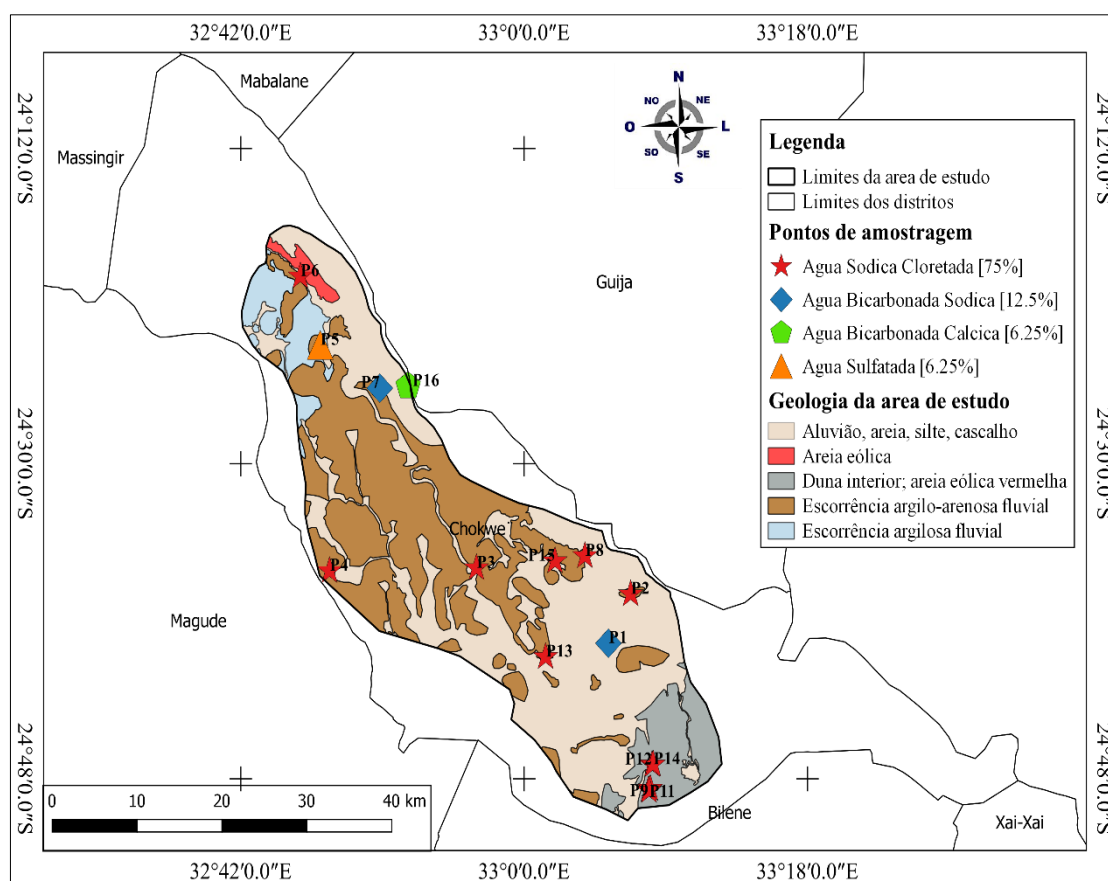 32°42'0.0"E 33°00'0.0"E 33°18'0.0"E
24°12'0.0"S
24°30'0.0"S
24°48'0.0"S
Mabalane
Massingir
Guija
Magude
Chokwe
Bilene
Xai-Xai
N
NO
NE
O
L
SO
SE
S
P6
P5
P7
P16
P15
P8
P3
P4
P2
P1
P13
P12 P14
P9 P11
Legenda
Limites da area de estudo
Limites dos distritos
Pontos de amostragem
Agua Sodica Cloretada [75%]
Agua Bicarbonada Sodica [12.5%]
Agua Bicarbonada Calcica [6.25%]
Agua Sulfatada [6.25%]
Geologia da area de estudo
Aluvião, areia, silte, cascalho
Areia eólica
Duna interior; areia eólica vermelha
Escorrência argilo-arenosa fluvial
Escorrência argilosa fluvial
24°12'0.0"S
24°30'0.0"S
24°48'0.0"S
0 10 20 30 40 km
32°42'0.0"E 33°00'0.0"E 33°18'0.0"E